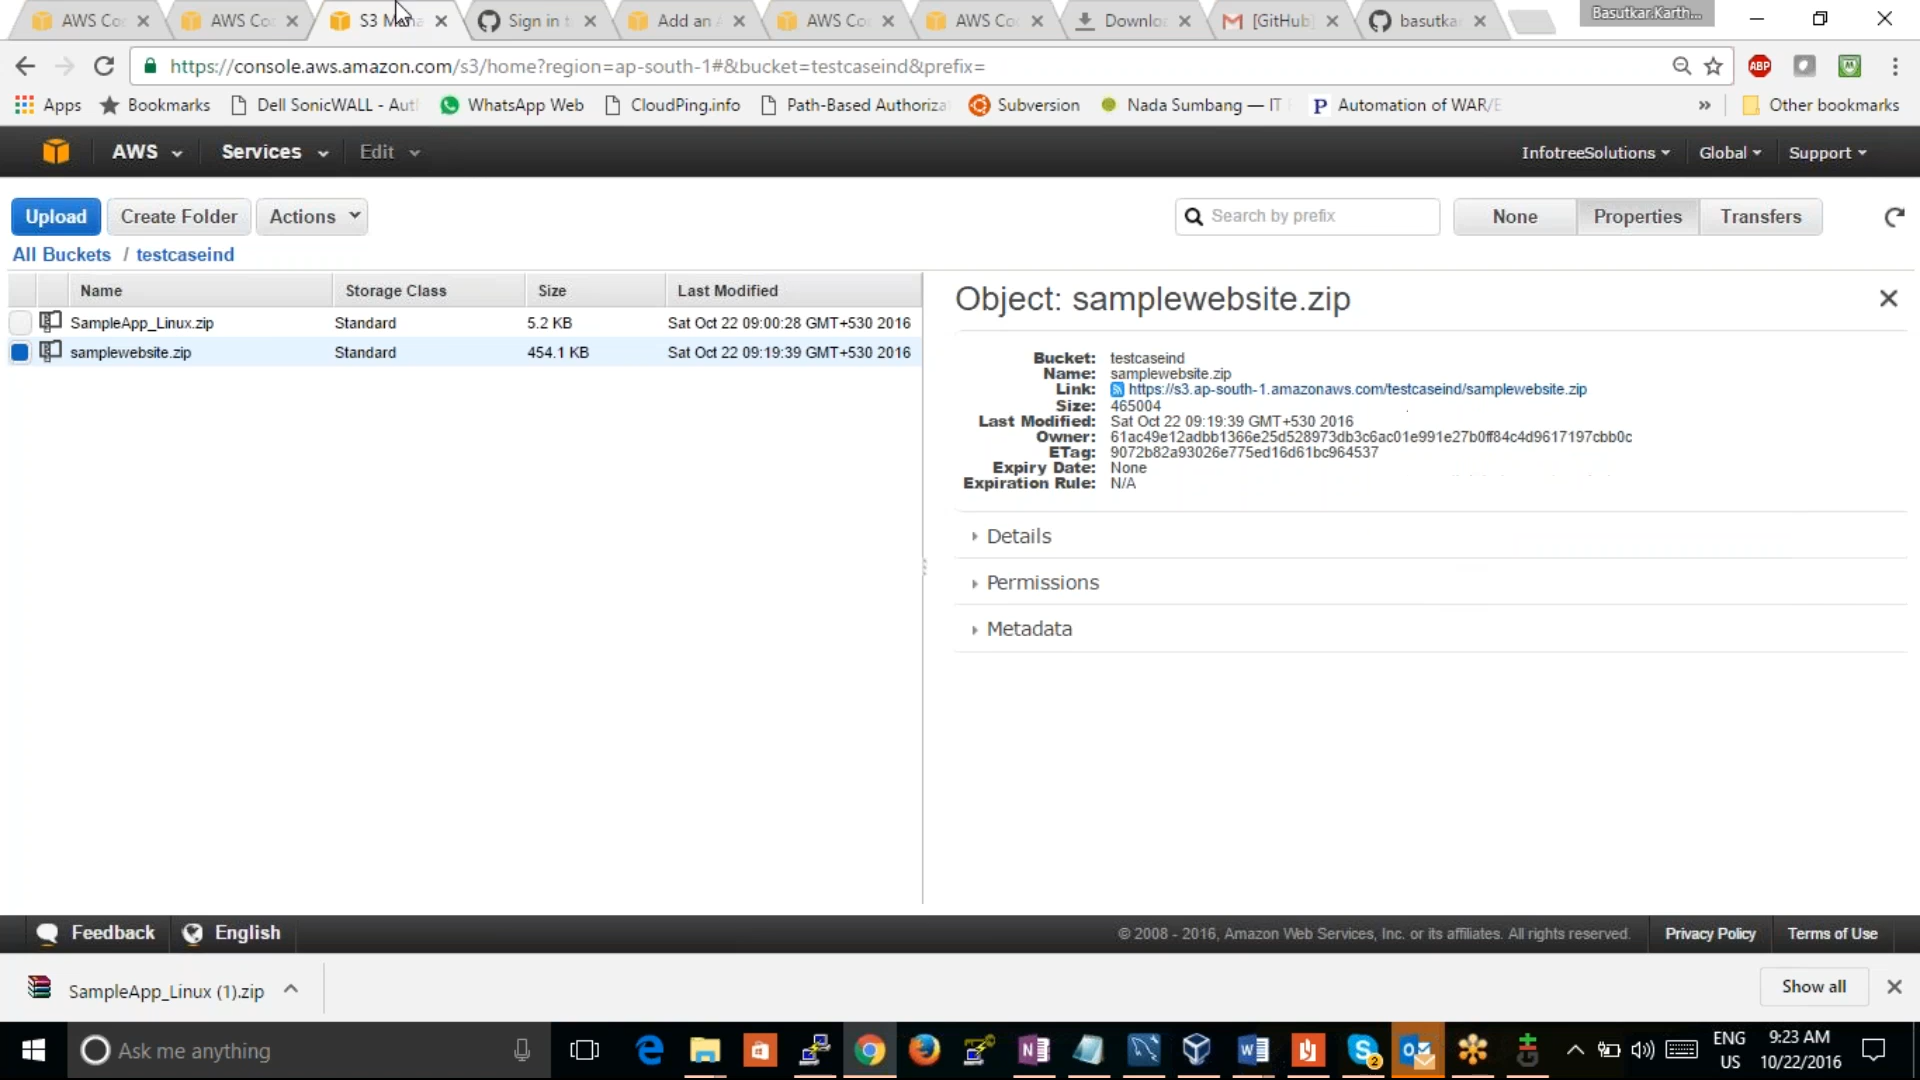 AWS Co
AWS Co
S3 Ma
Sign in t
Add an
AWS Co
AWS Co
Downlo
[GitHub
basutka
Basutkar.Karth...
https://console.aws.amazon.com/s3/home?region=ap-south-1#&bucket=testcaseind&prefix=
ABP
Apps
Bookmarks
Dell SonicWALL - Aut
WhatsApp Web
CloudPing.info
Path-Based Authoriza
Subversion
Nada Sumbang — IT
Automation of WAR/E
»
Other bookmarks
AWS
Services
Edit
InfotreeSolutions
Global
Support
Upload
Create Folder
Actions
Search by prefix
None
Properties
Transfers
All Buckets / testcaseind
Name Storage Class Size Last Modified
SampleApp_Linux.zip Standard 5.2 KB Sat Oct 22 09:00:28 GMT+530 2016
samplewebsite.zip Standard 454.1 KB Sat Oct 22 09:19:39 GMT+530 2016
Object: samplewebsite.zip
Bucket: testcaseind
Name: samplewebsite.zip
Link: https://s3.ap-south-1.amazonaws.com/testcaseind/samplewebsite.zip
Size: 465004
Last Modified: Sat Oct 22 09:19:39 GMT+530 2016
Owner: 61ac49e12adbb1366e25d528973db3c6ac01e991e27b0ff84c4d9617197cbb0c
ETag: 9072b82a93026e775ed16d61bc964537
Expiry Date: None
Expiration Rule: N/A
Details
Permissions
Metadata
Feedback
English
© 2008 - 2016, Amazon Web Services, Inc. or its affiliates. All rights reserved.
Privacy Policy
Terms of Use
SampleApp_Linux (1).zip
Show all
Ask me anything
2
ENG
US
9:23 AM
10/22/2016